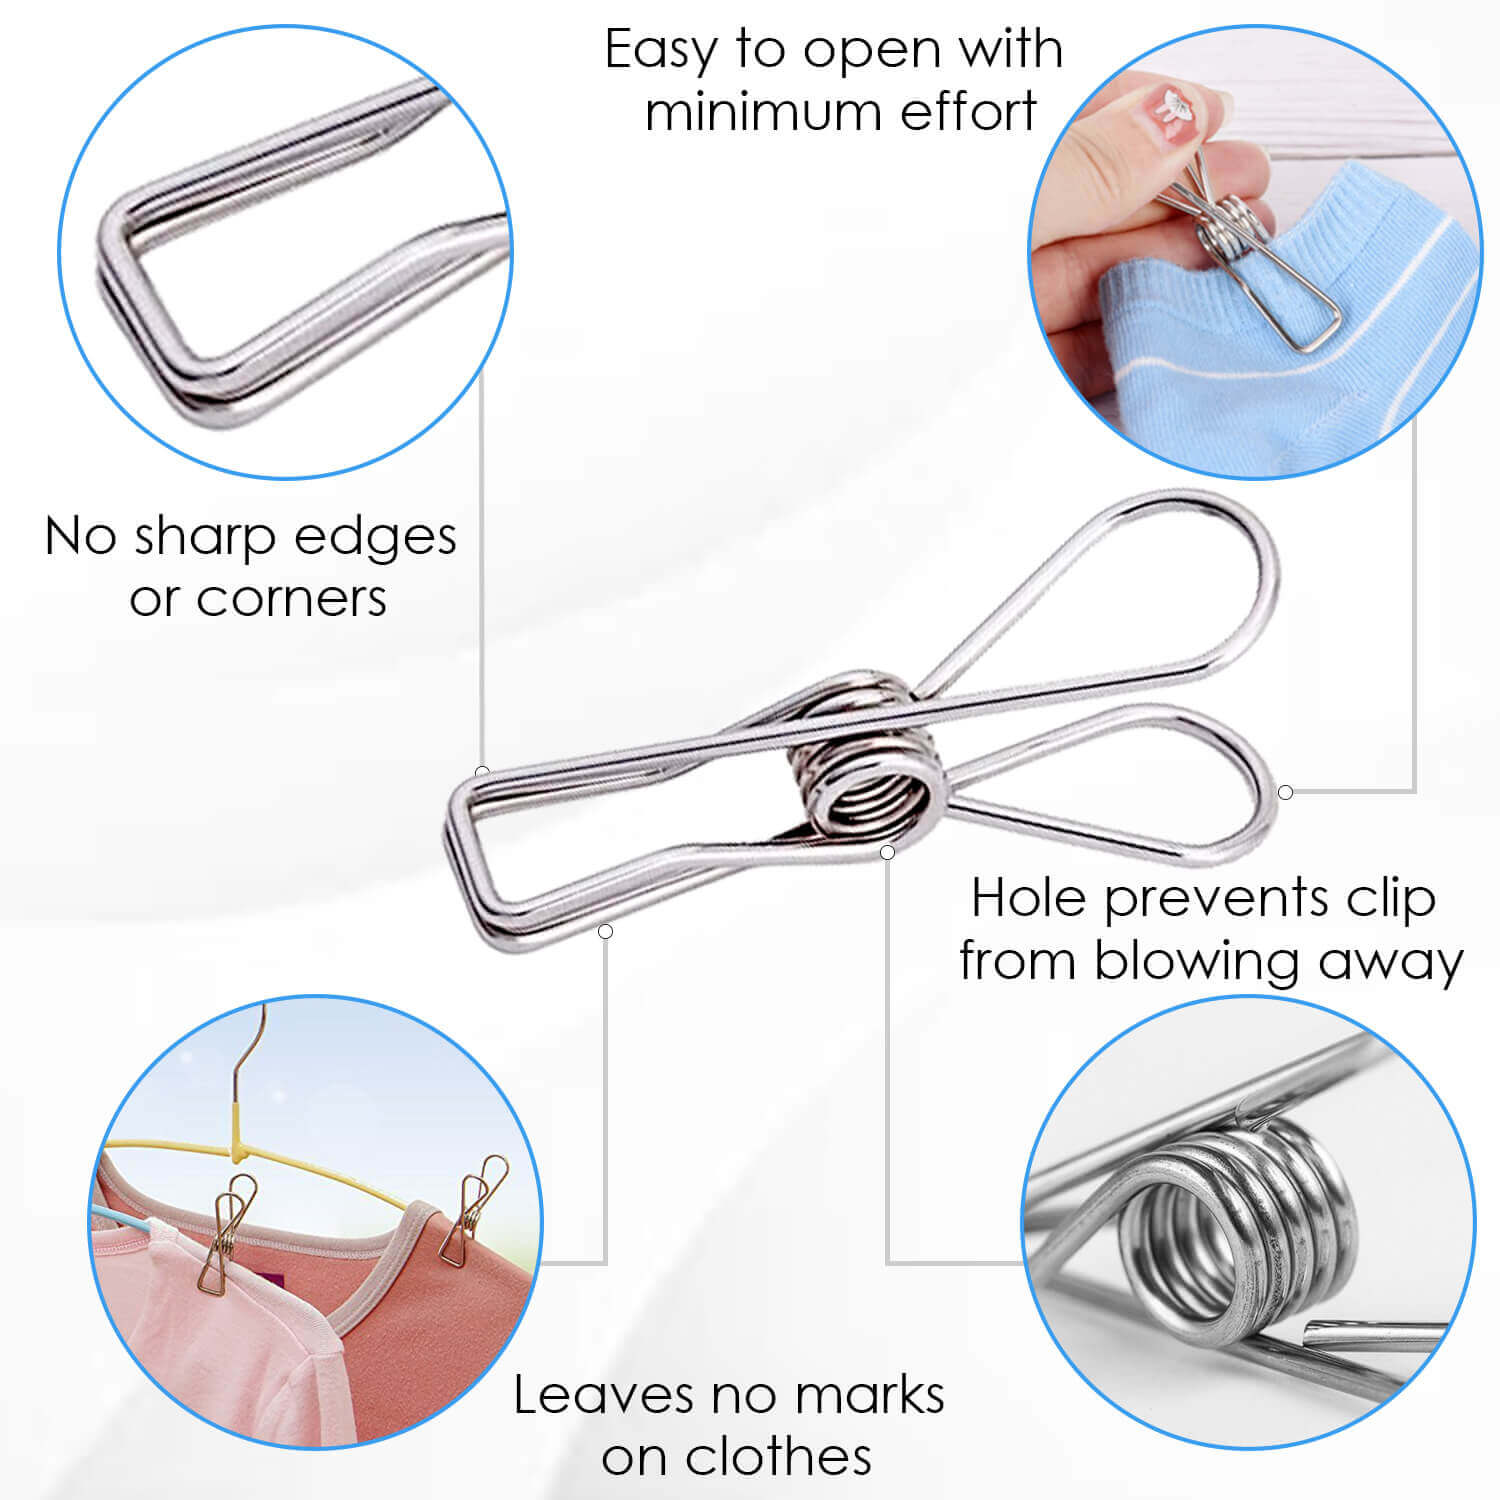 Easy to open with
minimum effort
No sharp edges
or corners
Hole prevents clip
from blowing away
Leaves no marks
on clothes